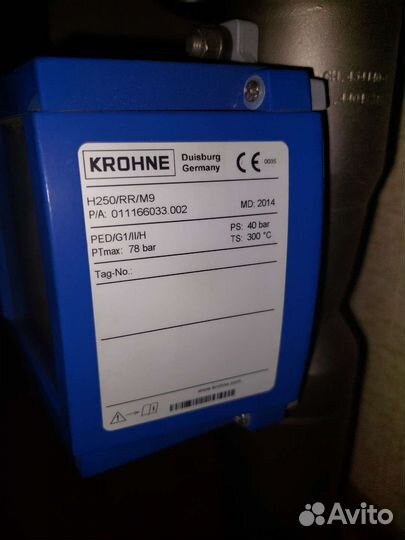 KROHNE
Duisburg
Germany
CE 0035
H250/RR/M9
P/A: 011166033.002
MD: 2014
PED/G1/II/H
PS: 40 bar
PTmax: 78 bar
TS: 300 °C
Tag-No.:
www.krohne.com
Avito